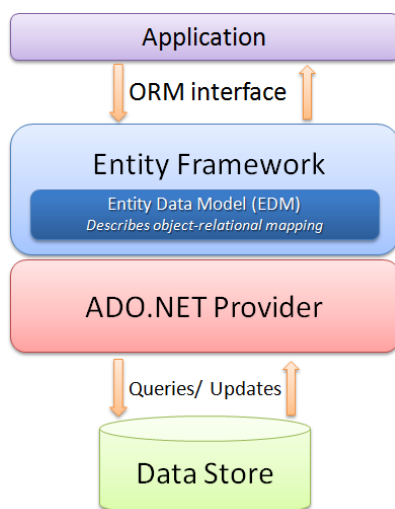 Application
ORM interface
Entity Framework
Entity Data Model (EDM)
Describes object-relational mapping
ADO.NET Provider
Queries/ Updates
Data Store